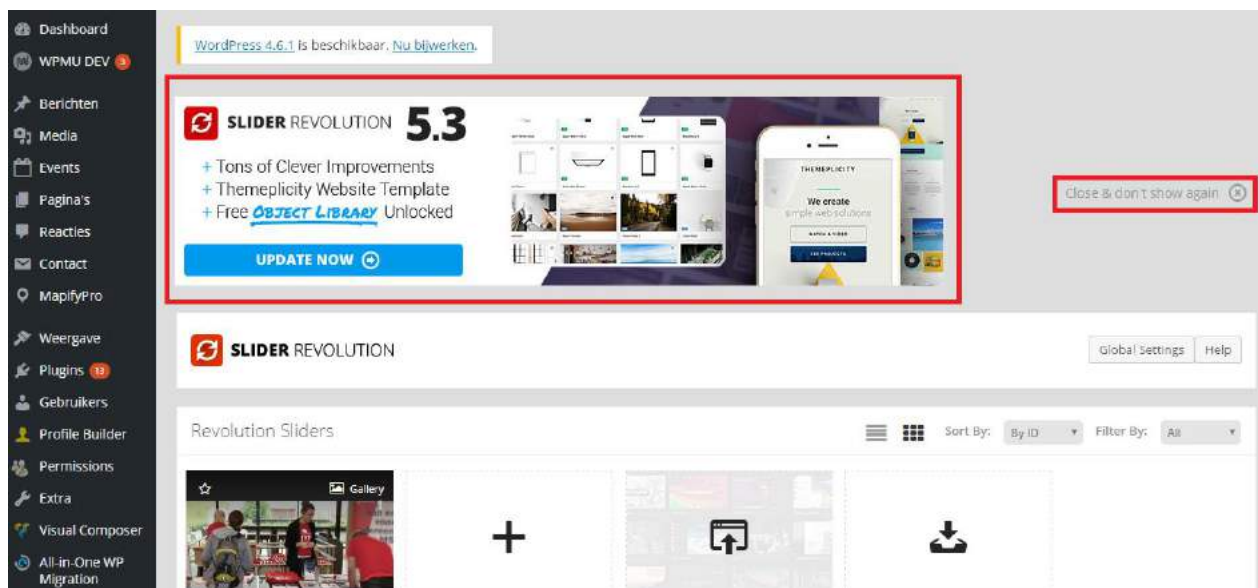 Dashboard
WPMU DEV 3
Berichten
Media
Events
Pagina's
Reacties
Contact
MapifyPro
Weergave
Plugins 13
Gebruikers
Profile Builder
Permissions
Extra
Visual Composer
All-in-One WP
Migration
WordPress 4.6.1 is beschikbaar. Nu bijwerken.
SLIDER REVOLUTION 5.3
+ Tons of Clever Improvements
+ Themeplicity Website Template
+ Free OBJECT LIBRARY Unlocked
UPDATE NOW
THEMEPLICITY
We create
simple web solutions
Close & don't show again
SLIDER REVOLUTION
Global Settings
Help
Revolution Sliders
Sort By: By ID
Filter By: All
Gallery